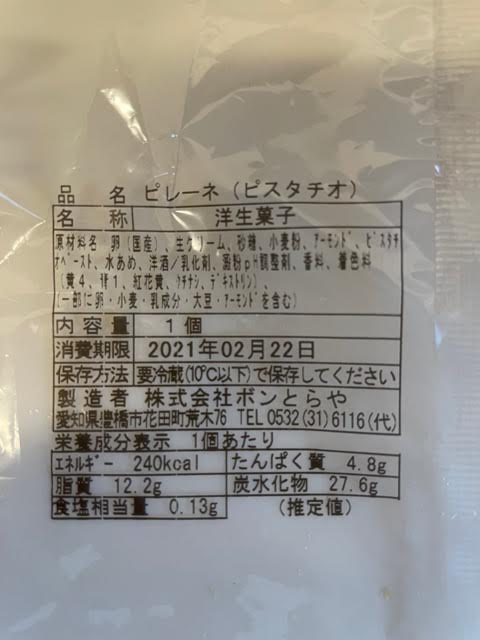 品 名 ピレーネ（ピスタチオ）
名 称 洋生菓子
原材料名 卵（国産）、生クリーム、砂糖、小麦粉、アーモンド、ピスタチ
オペースト、水あめ、洋酒／乳化剤、澱粉pH調整剤、香料、着色料
（黄4、青1、紅花黄、クチナシ、デキストリン）、
（一部に卵・小麦・乳成分・大豆・アーモンドを含む）
内容量 1個
消費期限 2021年02月22日
保存方法 要冷蔵(10℃以下)で保存してください
製造者 株式会社ボンとらや
愛知県豊橋市花田町荒木76 TEL 0532(31)6116(代)
栄養成分表示 1個あたり
エネルギー 240kcal たんぱく質 4.8g
脂質 12.2g 炭水化物 27.6g
食塩相当量 0.13g （推定値）